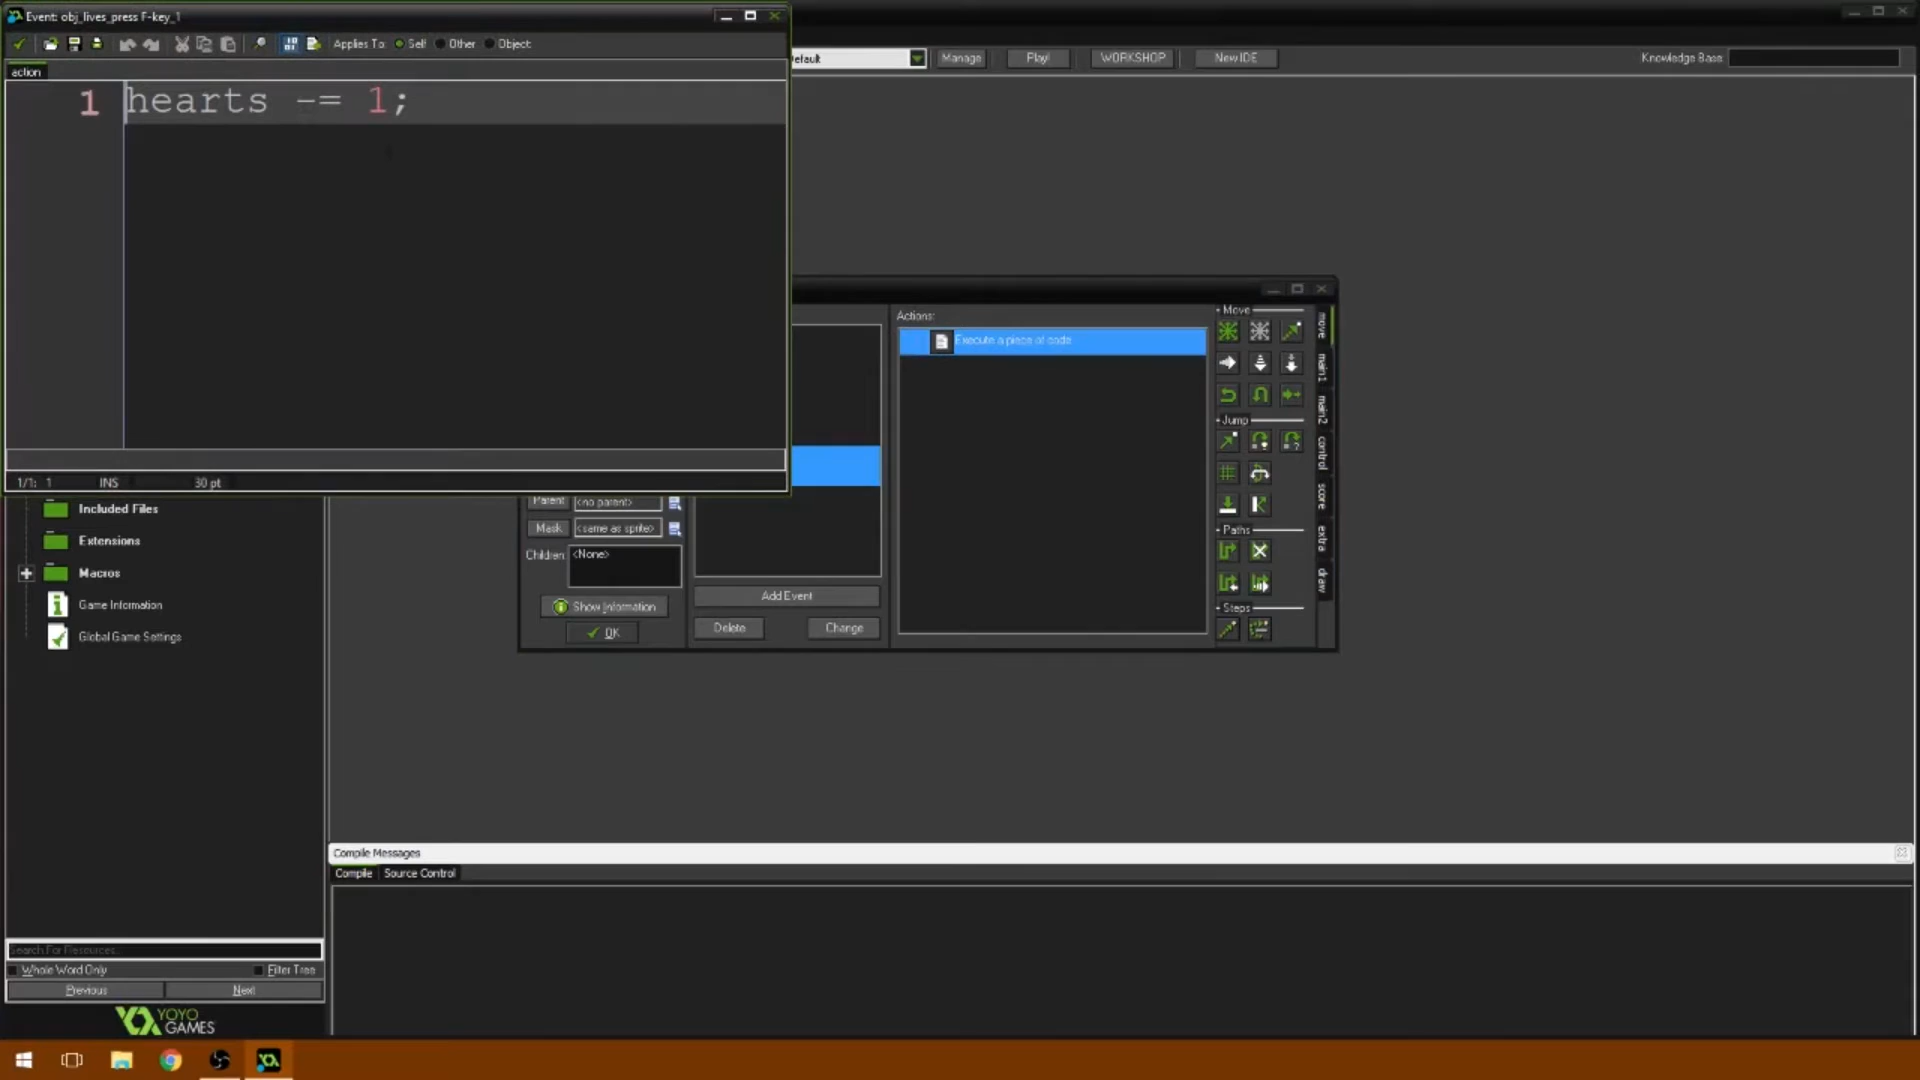 Event: obj_lives_press F-key_1
Applies To: Self Other Object
action
1 hearts -= 1;
1/1: 1 INS 30 pt
Manage Play! WORKSHOP New IDE Knowledge Base
Included Files
Extensions
Macros
Game Information
Global Game Settings
Parent <no parent>
Mask <same as sprite>
Children <None>
Show Information
OK
Add Event
Delete Change
Actions:
Execute a piece of code
Move
Jump
Paths
Steps
move
main1
main2
control
score
extra
draw
Compile Messages
Compile Source Control
Search For Resources
Whole Word Only Filter Tree
Previous Next
YOYO
GAMES